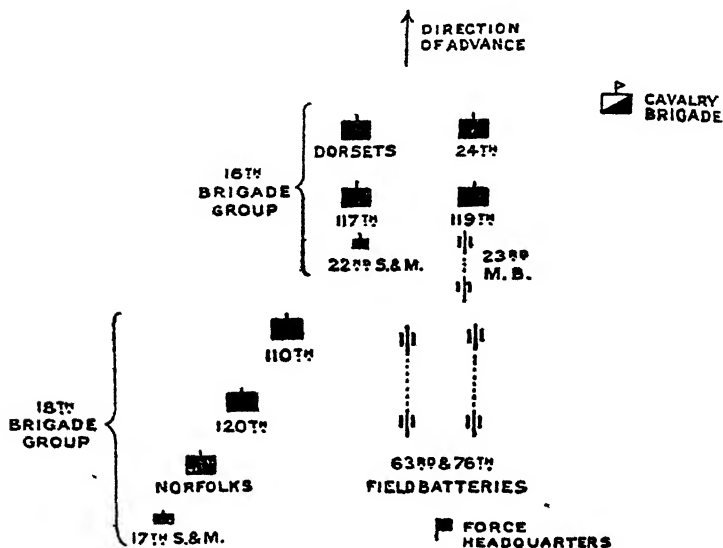 DIRECTION
OF ADVANCE
CAVALRY
BRIGADE
DORSETS
24TH
16TH
BRIGADE
GROUP
117TH
119TH
22ND S.&M.
23RD
M.B.
110TH
18TH
BRIGADE
GROUP
120TH
NORFOLKS
63RD & 76TH
FIELD BATTERIES
17TH S.&M.
FORCE
HEADQUARTERS